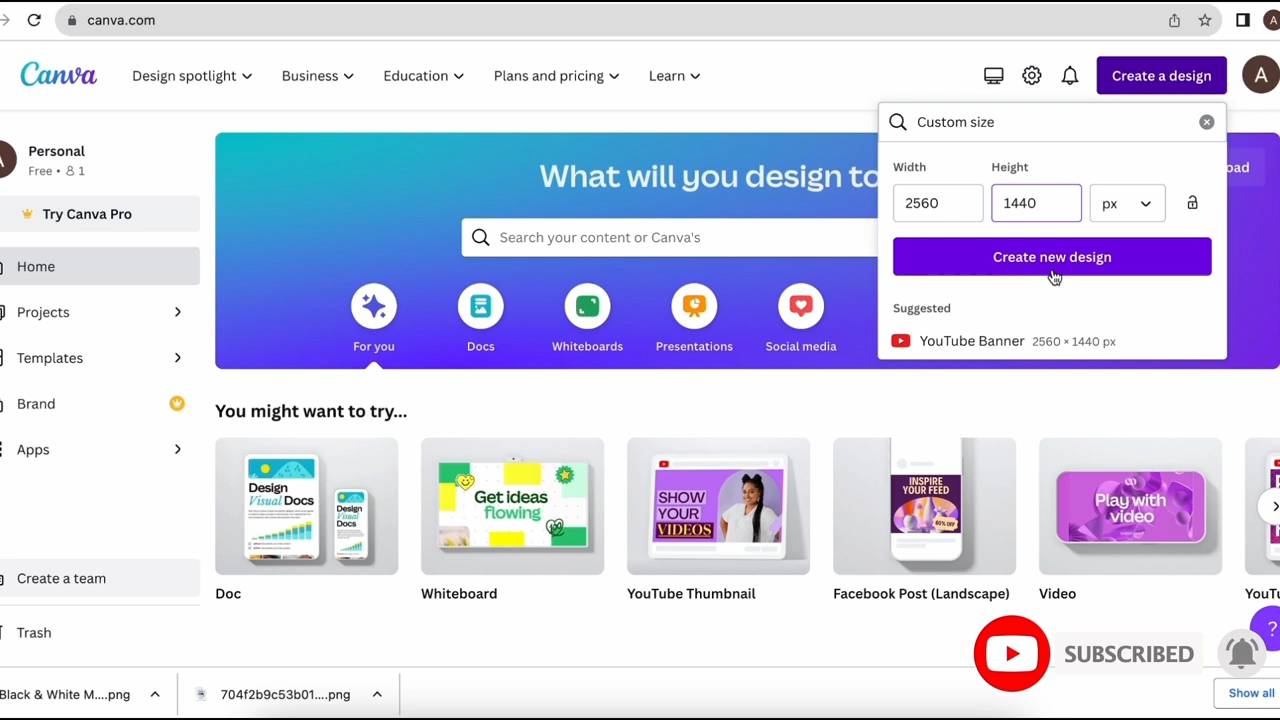 canva.com
A
Canva
Design spotlight
Business
Education
Plans and pricing
Learn
Create a design
A
Custom size
Personal
Free • 1
Width
Height
What will you design to
oad
2560
1440
px
Try Canva Pro
Search your content or Canva's
Create new design
Home
Suggested
Projects
YouTube Banner 2560 × 1440 px
For you
Docs
Whiteboards
Presentations
Social media
Templates
Brand
You might want to try...
Apps
Design
Visual Docs
Design
Visual
Docs
Get ideas
flowing
SHOW
YOUR
VIDEOS
INSPIRE
YOUR FEED
Play with
video
Create a team
Doc
Whiteboard
YouTube Thumbnail
Facebook Post (Landscape)
Video
YouTu
Trash
?
SUBSCRIBED
Black & White M....png
704f2b9c53b01....png
Show all